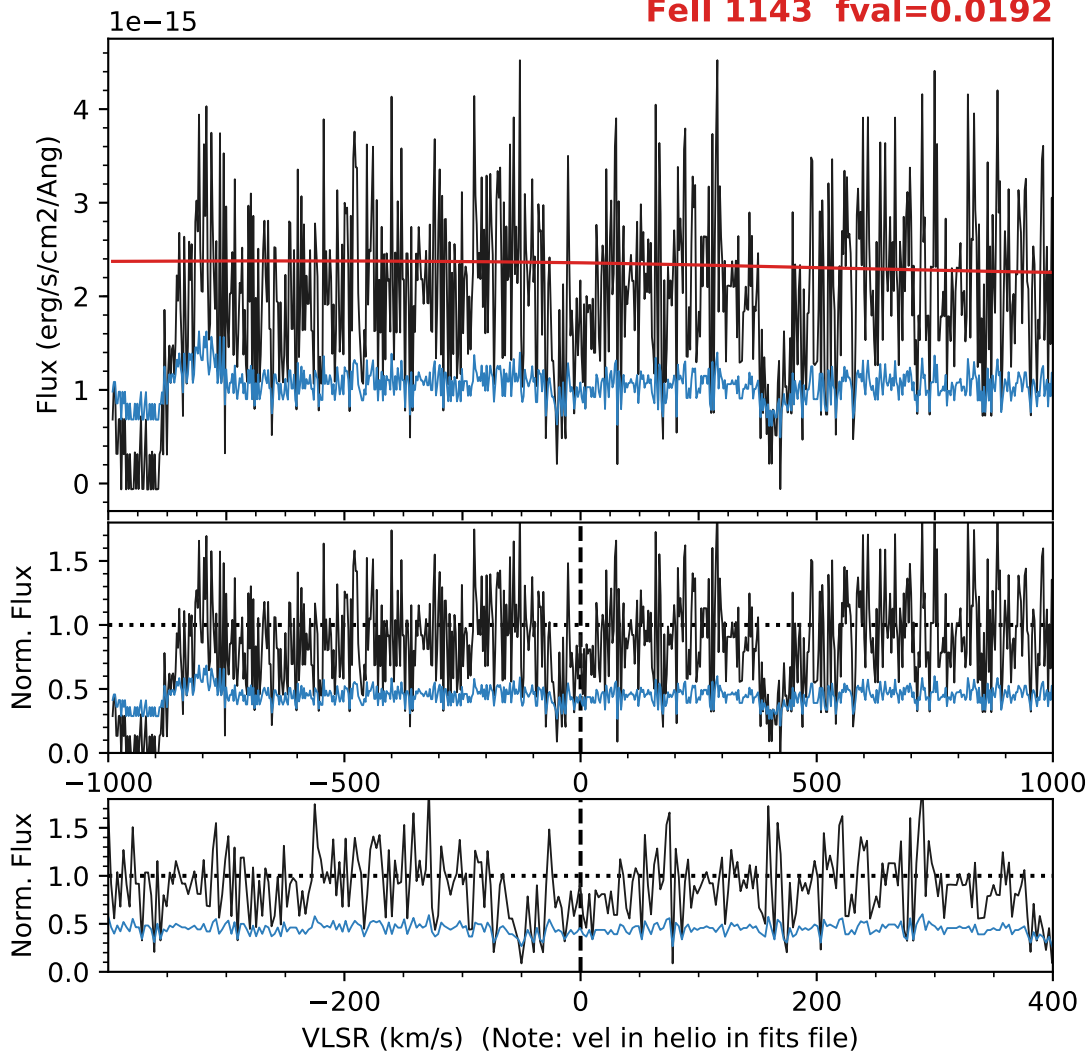 FeII 1143 fval=0.0192
1e−15
4
3
2
1
0
Flux (erg/s/cm2/Ang)
1.5
1.0
0.5
0.0
Norm. Flux
−1000 −500 0 500 1000
1.5
1.0
0.5
0.0
Norm. Flux
−200 0 200 400
VLSR (km/s) (Note: vel in helio in fits file)